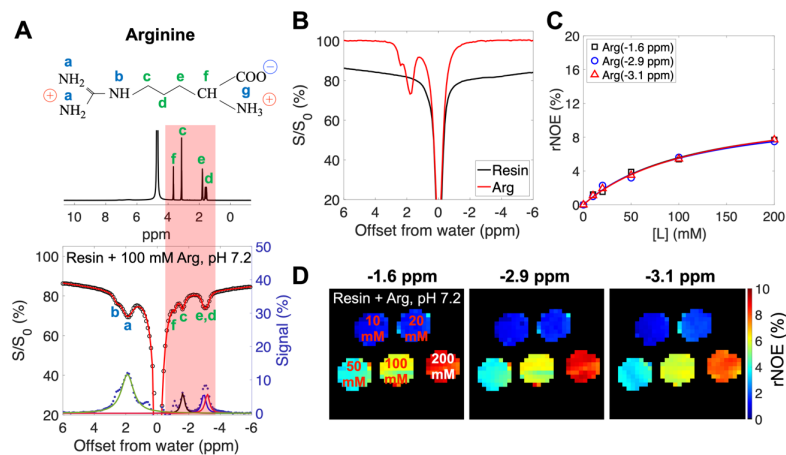 A
Arginine
a
NH₂
b
c
e
f
COO
⊖
a
⊕
NH
d
g
NH₃
⊕
NH₂
f
c
e
d
10
8
6
4
2
0
ppm
Resin + 100 mM Arg, pH 7.2
S/S₀ (%)
100
80
60
40
20
b
a
f
c
e,d
50
40
30
20
10
0
Signal (%)
6
4
2
0
-2
-4
-6
Offset from water (ppm)
B
S/S₀ (%)
100
80
60
40
20
Resin
Arg
6
4
2
0
-2
-4
-6
Offset from water (ppm)
C
rNOE (%)
20
16
12
8
4
0
Arg(-1.6 ppm)
Arg(-2.9 ppm)
Arg(-3.1 ppm)
0
50
100
150
200
[L] (mM)
D
-1.6 ppm
-2.9 ppm
-3.1 ppm
Resin + Arg, pH 7.2
10 mM
20 mM
50 mM
100 mM
200 mM
10
8
6
4
2
0
rNOE (%)